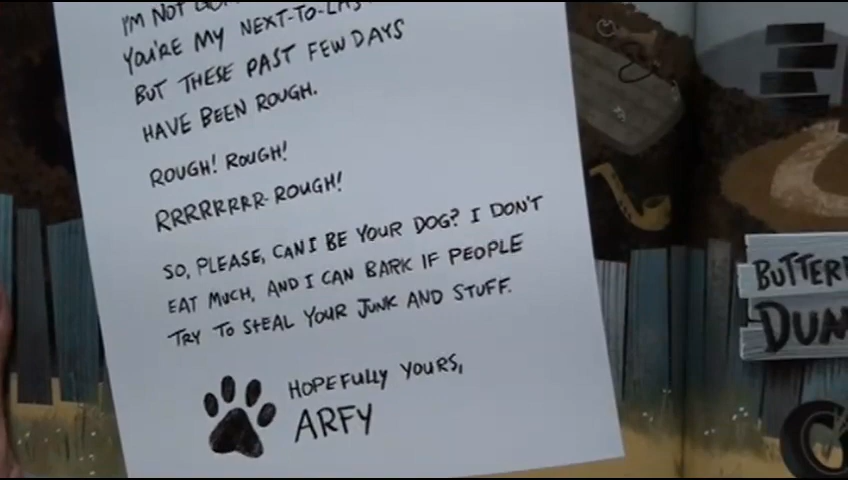 I'M NOT
YOU'RE MY NEXT-TO-
BUT THESE PAST FEW DAYS
HAVE BEEN ROUGH.
ROUGH! ROUGH!
RRRRRRRR-ROUGH!
SO, PLEASE, CAN I BE YOUR DOG? I DON'T
EAT MUCH, AND I CAN BARK IF PEOPLE
TRY TO STEAL YOUR JUNK AND STUFF.
HOPEFULLY YOURS,
ARFY